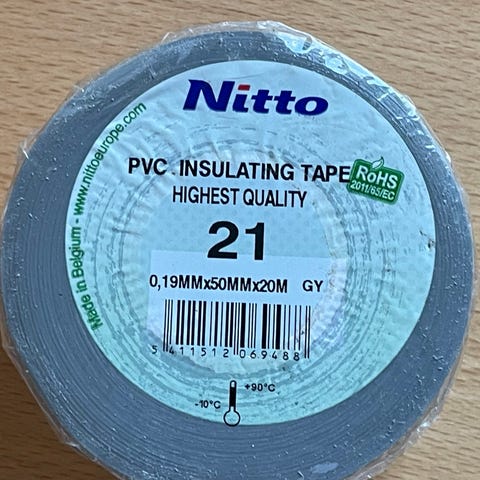 Nitto
PVC. INSULATING TAPE
HIGHEST QUALITY
RoHS
2011/65/EC
21
0,19MMx50MMx20M GY
5 411512 069488
+90°C
-10°C
Made in Belgium - www.nittoeurope.com